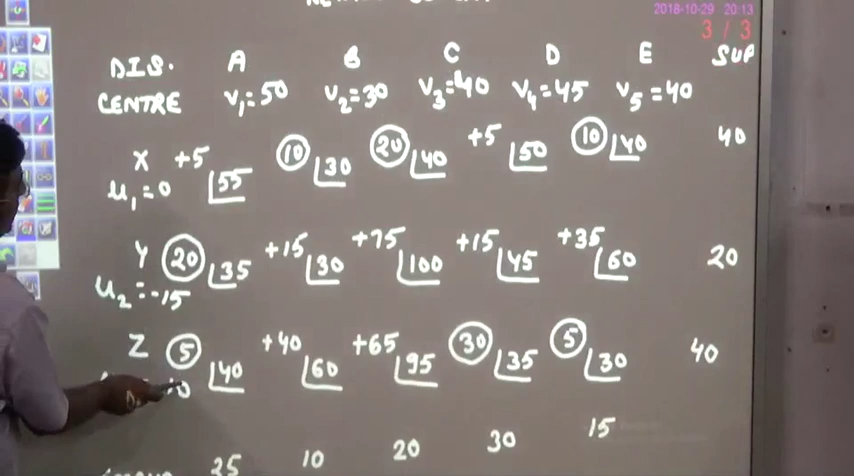 2018-10-29 20:13
3 / 3
DIS. A B C D E SUP
CENTRE V1=50 V2=30 V3=40 V4=45 V5=40
X +5 55 10 30 20 40 +5 50 10 40 40
u1=0
Y 20 35 +15 30 +75 100 +15 45 +35 60 20
u2=-15
Z 5 40 +40 60 +65 95 30 35 5 30 40
25 10 20 30 15